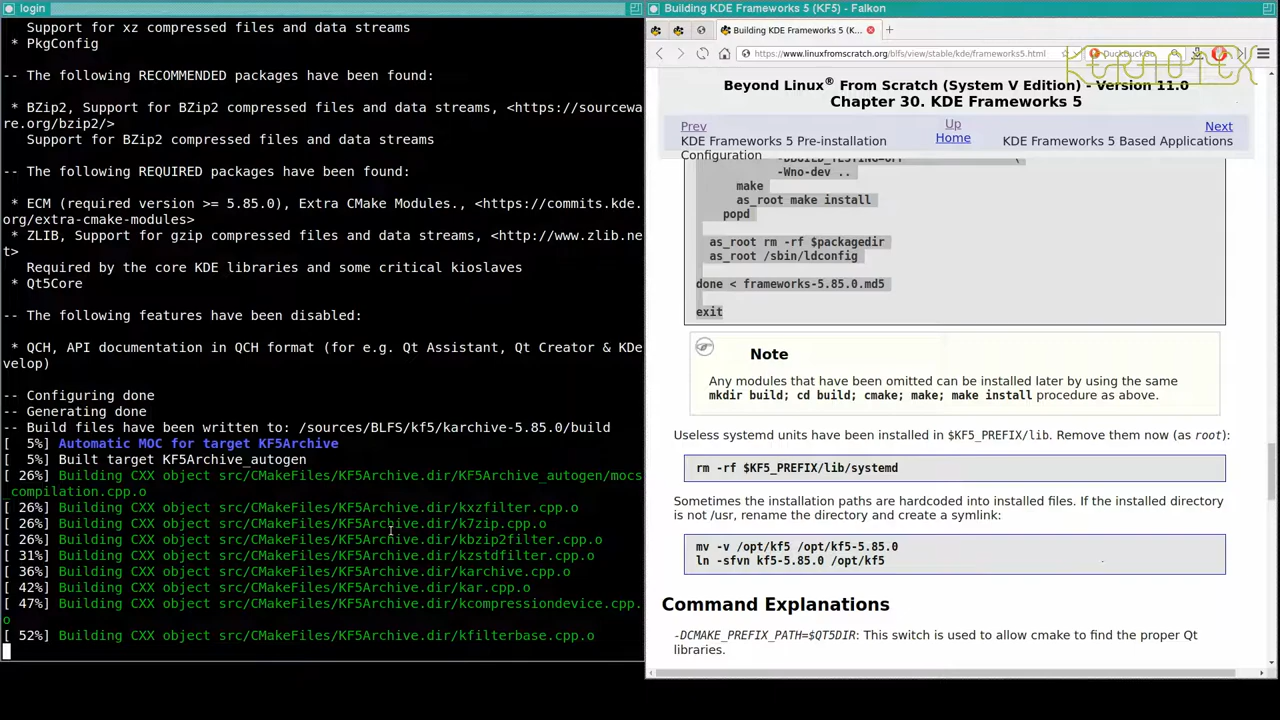 login
Support for xz compressed files and data streams
* PkgConfig
-- The following RECOMMENDED packages have been found:
* BZip2, Support for BZip2 compressed files and data streams, <https://sourcewa
re.org/bzip2/>
Support for BZip2 compressed files and data streams
-- The following REQUIRED packages have been found:
* ECM (required version >= 5.85.0), Extra CMake Modules., <https://commits.kde.
org/extra-cmake-modules>
* ZLIB, Support for gzip compressed files and data streams, <http://www.zlib.ne
t>
Required by the core KDE libraries and some critical kioslaves
* Qt5Core
-- The following features have been disabled:
* QCH, API documentation in QCH format (for e.g. Qt Assistant, Qt Creator & KDe
velop)
-- Configuring done
-- Generating done
-- Build files have been written to: /sources/BLFS/kf5/karchive-5.85.0/build
[  5%] Automatic MOC for target KF5Archive
[  5%] Built target KF5Archive_autogen
[ 26%] Building CXX object src/CMakeFiles/KF5Archive.dir/KF5Archive_autogen/mocs
_compilation.cpp.o
[ 26%] Building CXX object src/CMakeFiles/KF5Archive.dir/kxzfilter.cpp.o
[ 26%] Building CXX object src/CMakeFiles/KF5Archive.dir/k7zip.cpp.o
[ 26%] Building CXX object src/CMakeFiles/KF5Archive.dir/kbzip2filter.cpp.o
[ 31%] Building CXX object src/CMakeFiles/KF5Archive.dir/kzstdfilter.cpp.o
[ 36%] Building CXX object src/CMakeFiles/KF5Archive.dir/karchive.cpp.o
[ 42%] Building CXX object src/CMakeFiles/KF5Archive.dir/kar.cpp.o
[ 47%] Building CXX object src/CMakeFiles/KF5Archive.dir/kcompressiondevice.cpp.
o
[ 52%] Building CXX object src/CMakeFiles/KF5Archive.dir/kfilterbase.cpp.o
Building KDE Frameworks 5 (KF5) - Falkon
Building KDE Frameworks 5 (K...
https://www.linuxfromscratch.org/blfs/view/stable/kde/frameworks5.html
DuckDuckGo
Beyond Linux® From Scratch (System V Edition) - Version 11.0
Chapter 30. KDE Frameworks 5
Prev
KDE Frameworks 5 Pre-installation
Configuration
Up
Home
Next
KDE Frameworks 5 Based Applications
-DBUILD_TESTING=OFF \
-Wno-dev ..
make
as_root make install
popd
as_root rm -rf $packagedir
as_root /sbin/ldconfig
done < frameworks-5.85.0.md5
exit
Note
Any modules that have been omitted can be installed later by using the same
mkdir build; cd build; cmake; make; make install procedure as above.
Useless systemd units have been installed in $KF5_PREFIX/lib. Remove them now (as root):
rm -rf $KF5_PREFIX/lib/systemd
Sometimes the installation paths are hardcoded into installed files. If the installed directory
is not /usr, rename the directory and create a symlink:
mv -v /opt/kf5 /opt/kf5-5.85.0
ln -sfvn kf5-5.85.0 /opt/kf5
Command Explanations
-DCMAKE_PREFIX_PATH=$QT5DIR: This switch is used to allow cmake to find the proper Qt
libraries.